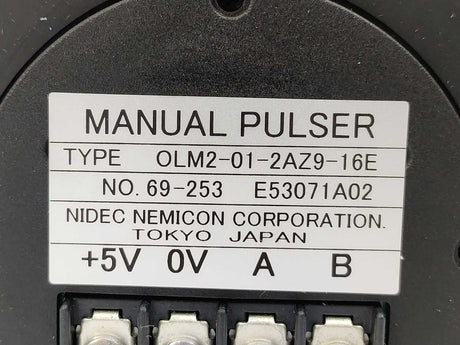 MANUAL PULSER
TYPE OLM2-01-2AZ9-16E
NO. 69-253 E53071A02
NIDEC NEMICON CORPORATION.
TOKYO JAPAN
+5V 0V A B